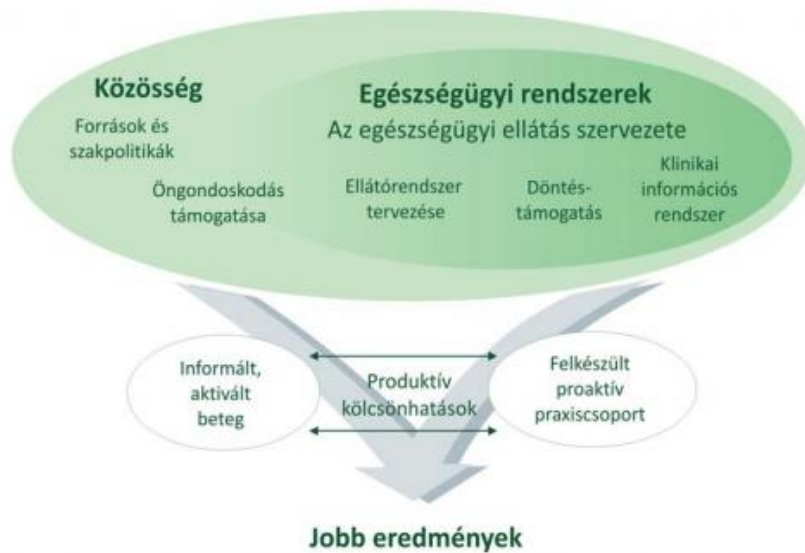 Közösség
Források és
szakpolitikák
Öngondoskodás
támogatása
Egészségügyi rendszerek
Az egészségügyi ellátás szervezete
Ellátórendszer
tervezése
Döntés-
támogatás
Klinikai
információs
rendszer
Informált,
aktivált
beteg
Produktív
kölcsönhatások
Felkészült
proaktív
praxiscsoport
Jobb eredmények